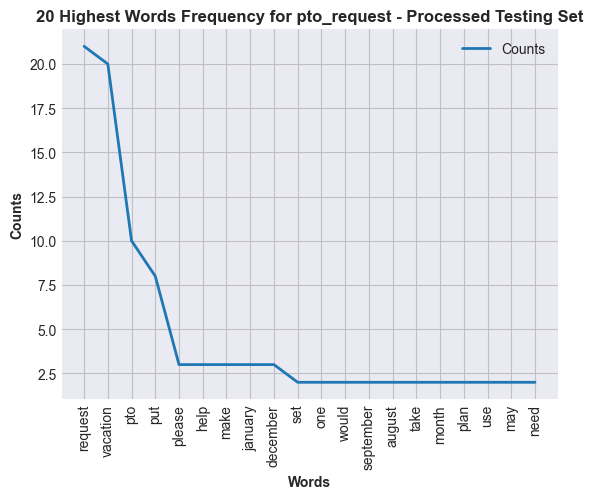 20 Highest Words Frequency for pto_request - Processed Testing Set
Counts
20.0
17.5
15.0
12.5
10.0
7.5
5.0
2.5
Counts
request
vacation
pto
put
please
help
make
january
december
set
one
would
september
august
take
month
plan
use
may
need
Words